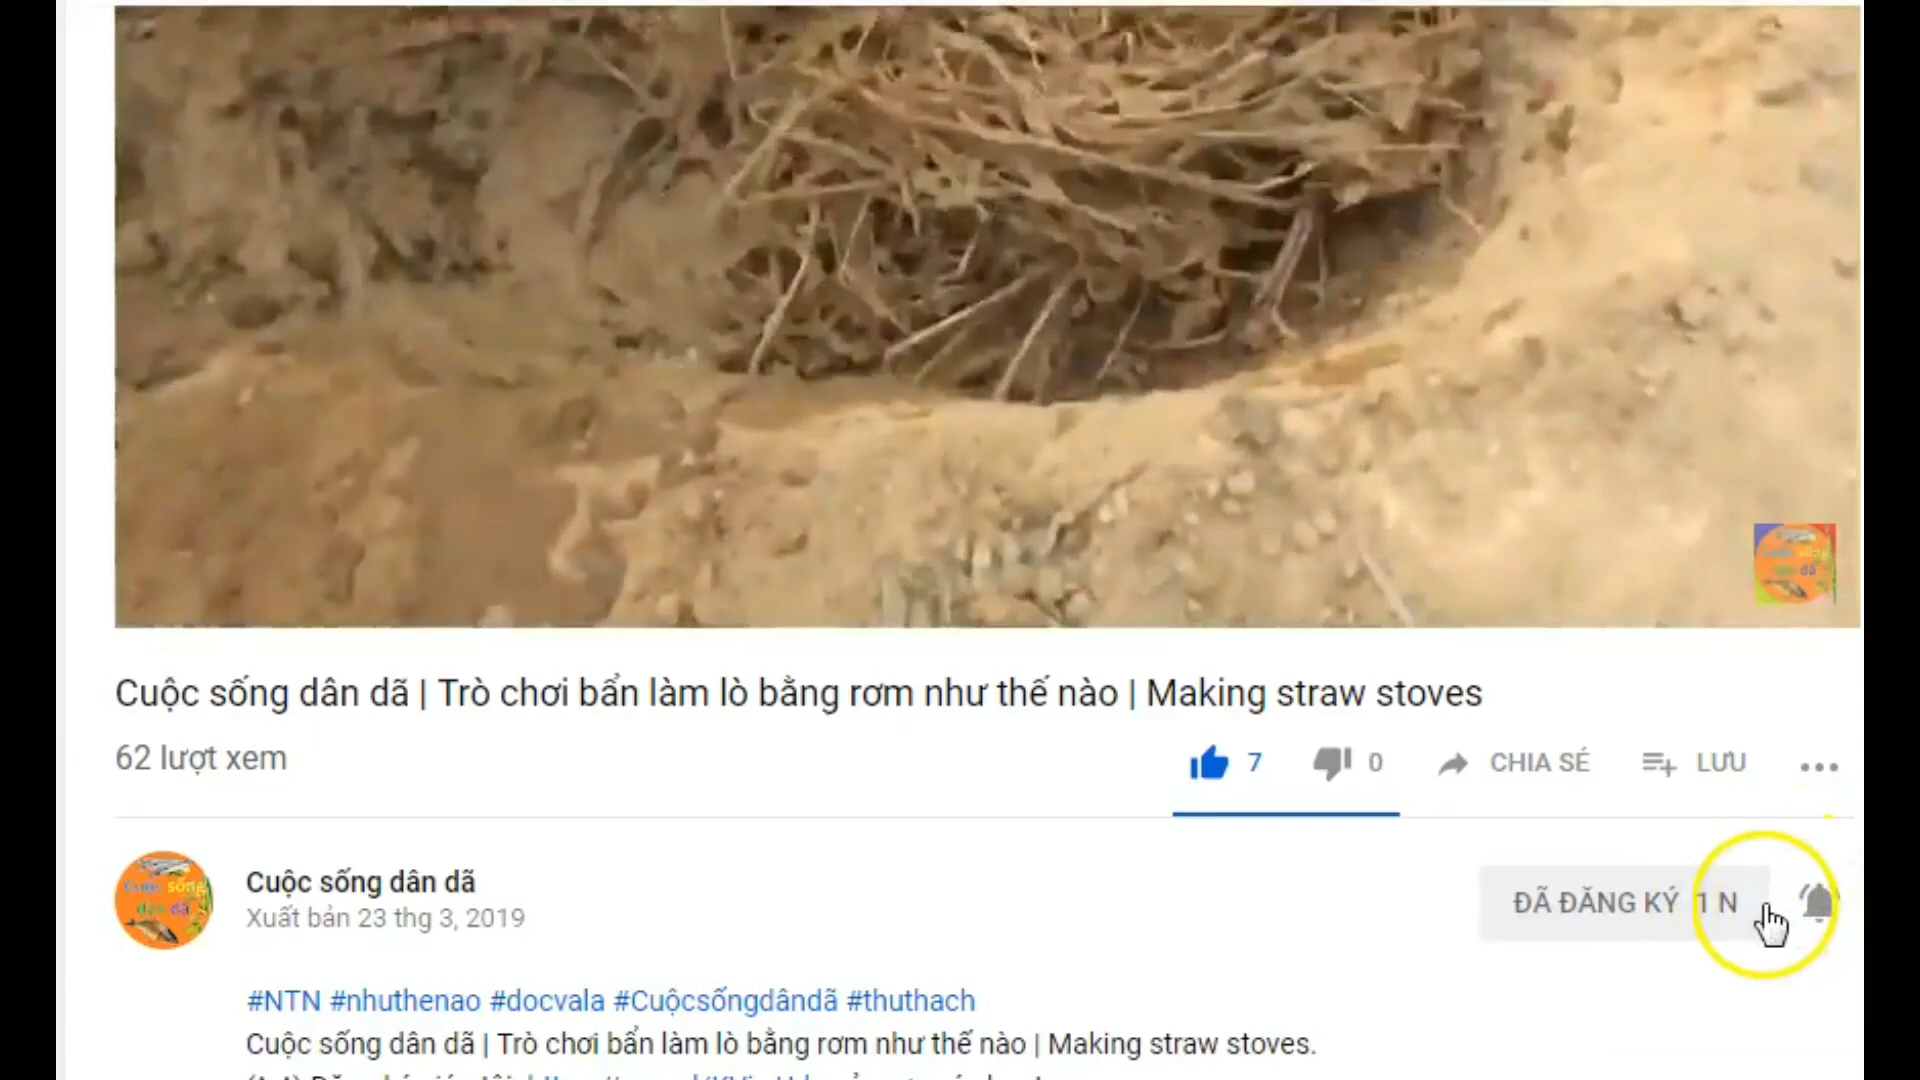 Cuộc sống dân dã | Trò chơi bẩn làm lò bằng rơm như thế nào | Making straw stoves
62 lượt xem
7 0 CHIA SẺ LƯU
Cuộc sống dân dã
Xuất bản 23 thg 3, 2019
ĐÃ ĐĂNG KÝ 1 N
#NTN #nhuthenao #docvala #Cuộcsốngdândã #thuthach
Cuộc sống dân dã | Trò chơi bẩn làm lò bằng rơm như thế nào | Making straw stoves.